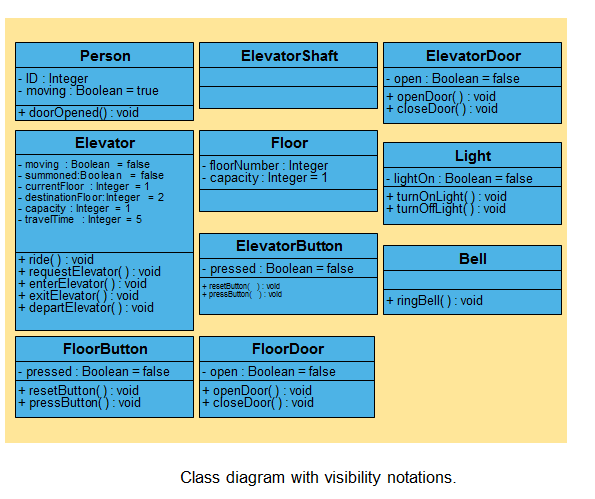 Person
- ID : Integer
- moving : Boolean = true
+ doorOpened() : void
ElevatorShaft
ElevatorDoor
- open : Boolean = false
+ openDoor( ) : void
+ closeDoor( ) : void
Elevator
- moving : Boolean = false
- summoned:Boolean = false
- currentFloor : Integer = 1
- destinationFloor:Integer = 2
- capacity : Integer = 1
- travelTime : Integer = 5
+ ride( ) : void
+ requestElevator( ) : void
+ enterElevator( ) : void
+ exitElevator( ) : void
+ departElevator( ) : void
Floor
- floorNumber : Integer
- capacity : Integer = 1
Light
- lightOn : Boolean = false
+ turnOnLight( ) : void
+ turnOffLight( ) : void
ElevatorButton
- pressed : Boolean = false
+ resetButton( ) : void
+ pressButton( ) : void
Bell
+ ringBell( ) : void
FloorButton
- pressed : Boolean = false
+ resetButton( ) : void
+ pressButton( ) : void
FloorDoor
- open : Boolean = false
+ openDoor( ) : void
+ closeDoor( ) : void
Class diagram with visibility notations.